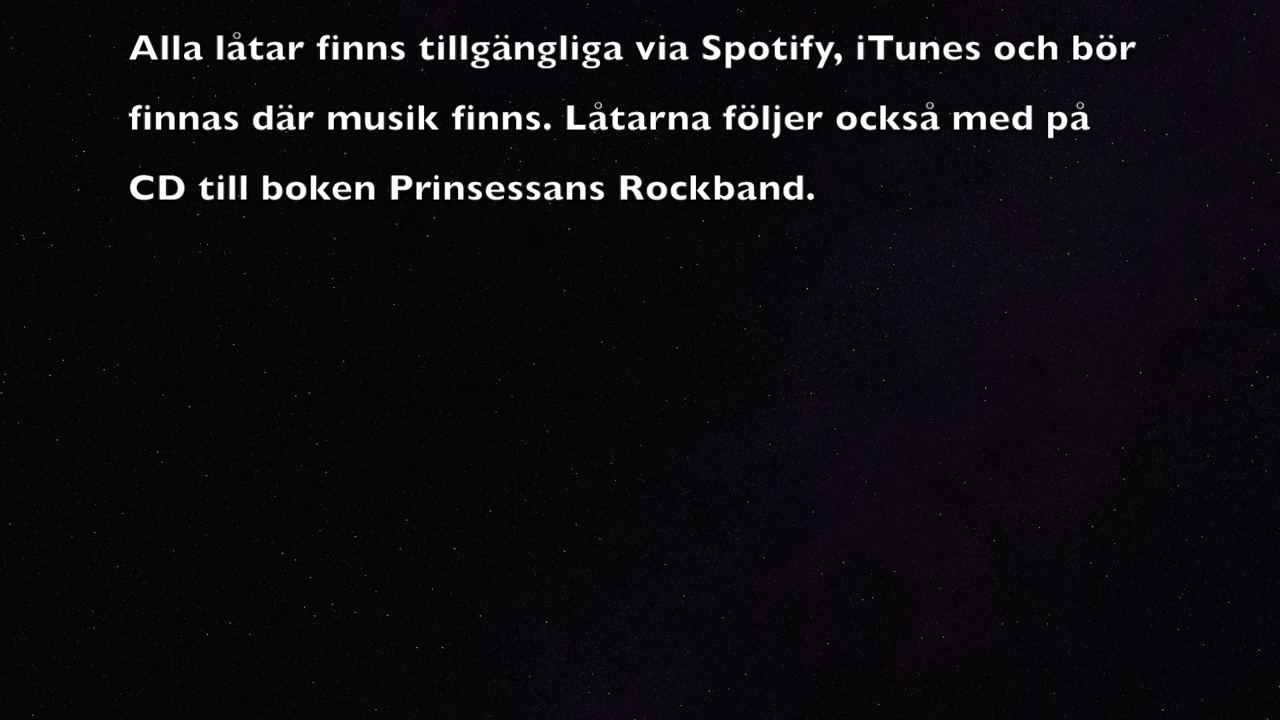 Alla låtar finns tillgängliga via Spotify, iTunes och bör
finnas där musik finns. Låtarna följer också med på
CD till boken Prinsessans Rockband.